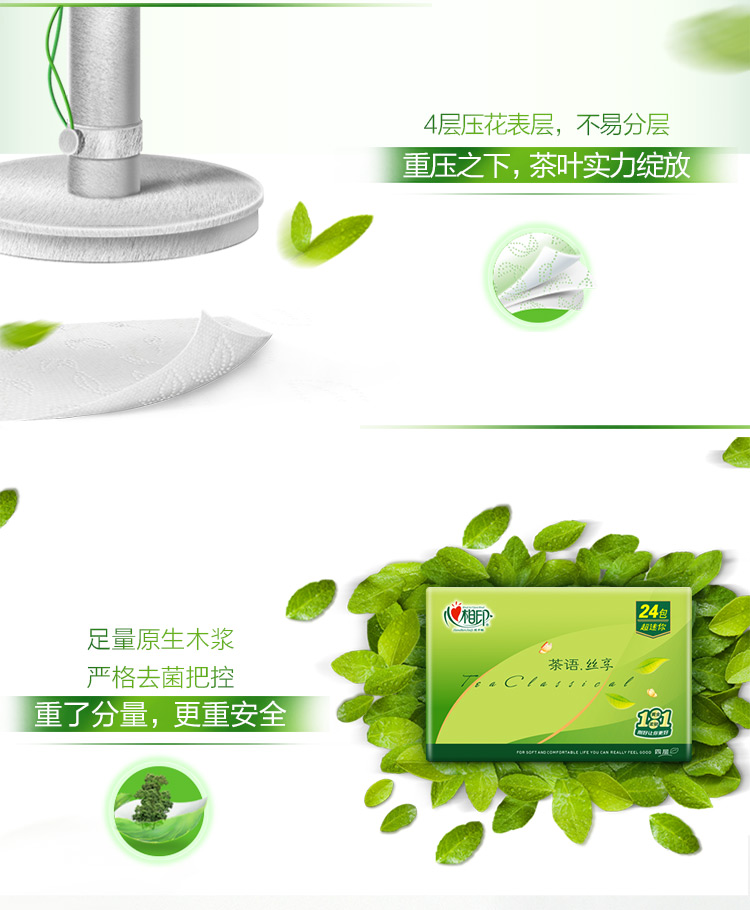 4层压花表层，不易分层
重压之下，茶叶实力绽放
足量原生木浆
严格去菌把控
重了分量，更重安全
心相印
24包
超迷你
茶语.丝享
Tea Classical
FOR SOFT AND COMFORTABLE LIFE YOU CAN REALLY FEEL GOOD
四层